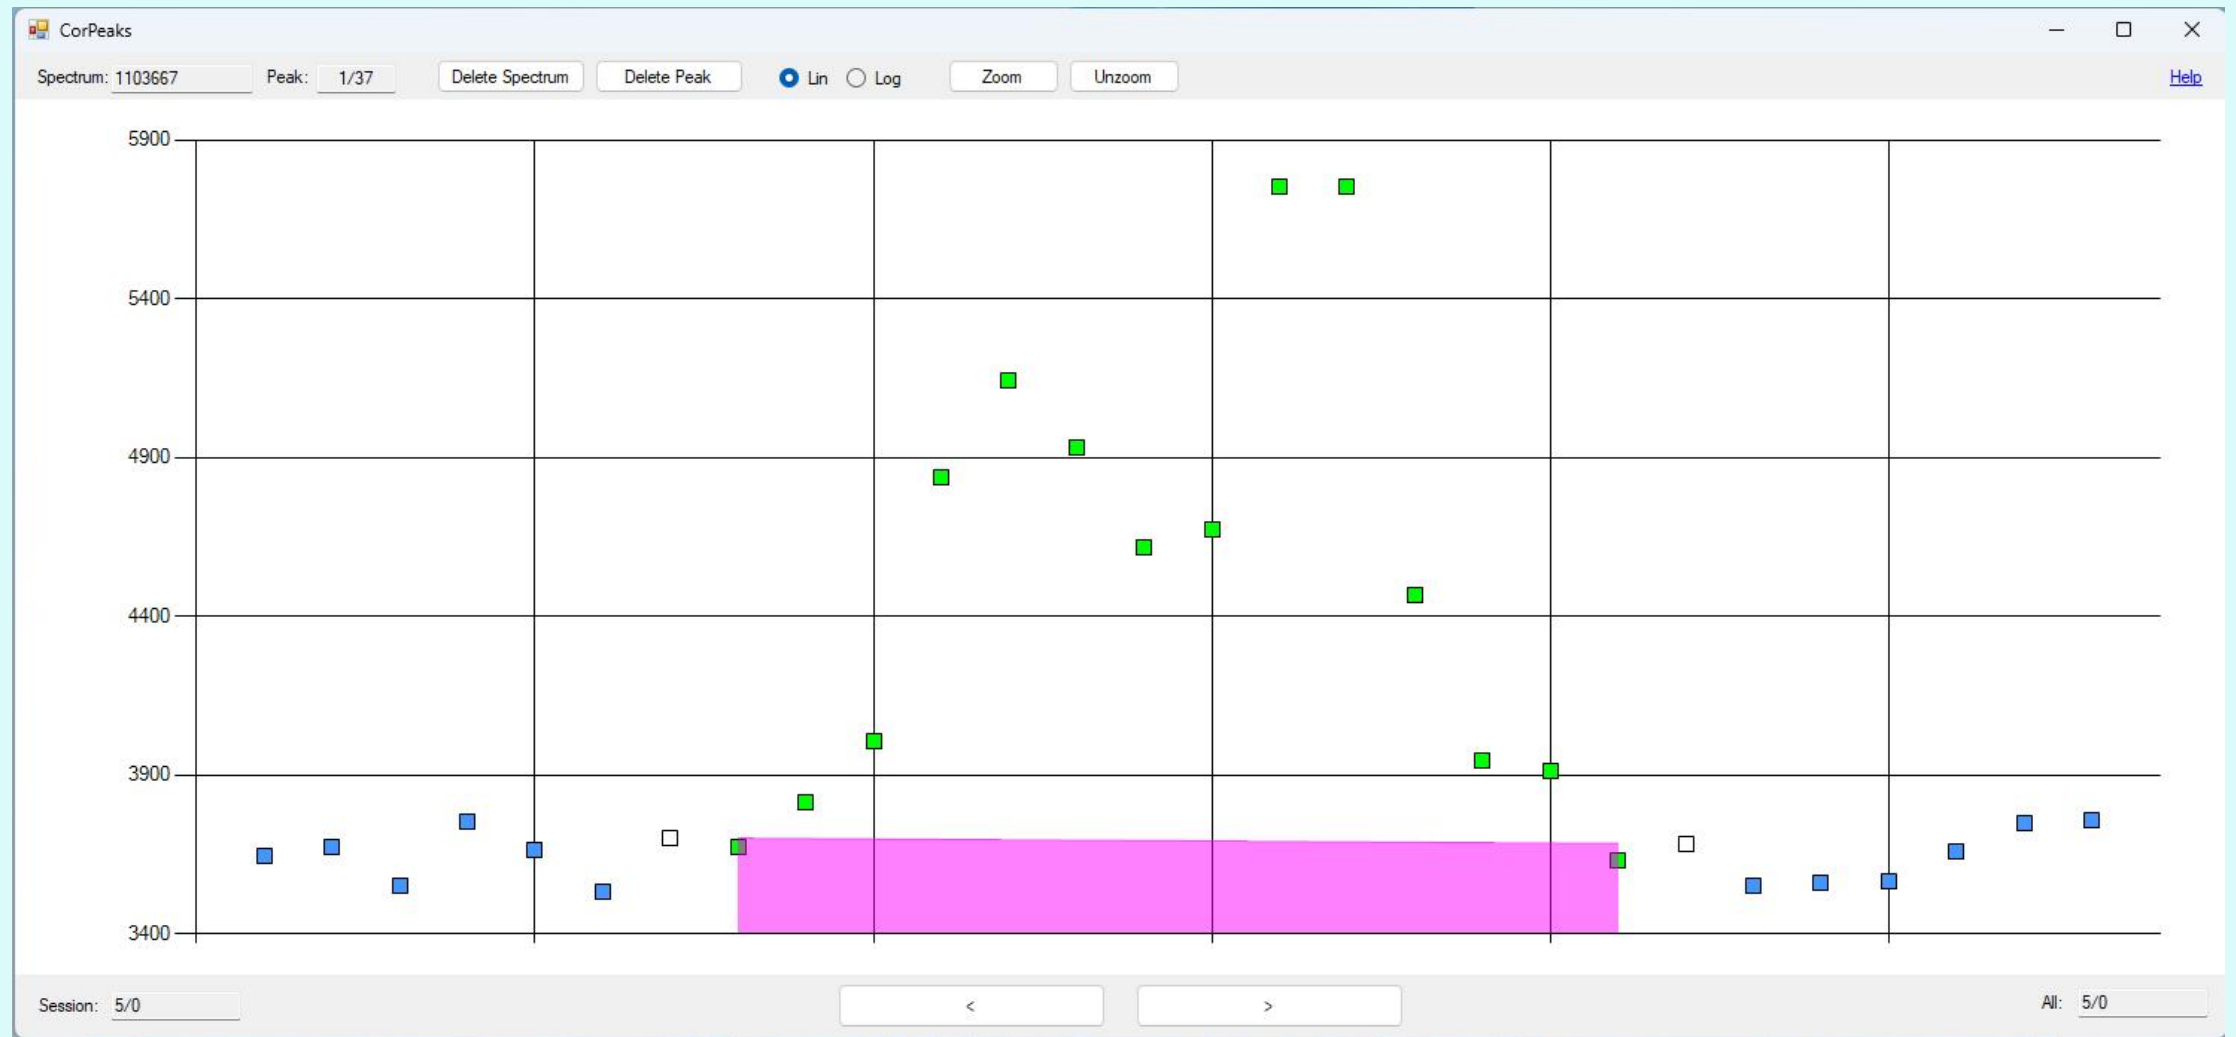 CorPeaks
Spectrum: 1103667 Peak: 1/37 Delete Spectrum Delete Peak Lin Log Zoom Unzoom Help
5900
5400
4900
4400
3900
3400
Session: 5/0 < > All: 5/0